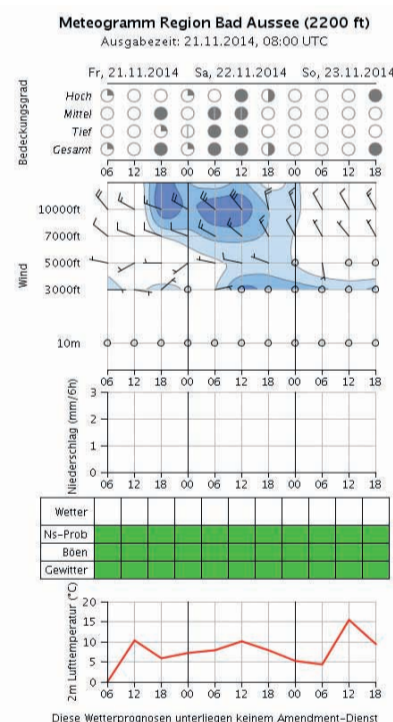 Meteogramm Region Bad Aussee (2200 ft)
Ausgabezeit: 21.11.2014, 08:00 UTC
Fr, 21.11.2014 Sa, 22.11.2014 So, 23.11.2014
Bedeckungsgrad
Hoch
Mittel
Tief
Gesamt
06 12 18 00 06 12 18 00 06 12 18
Wind
10000ft
7000ft
5000ft
3000ft
10m
06 12 18 00 06 12 18 00 06 12 18
Niederschlag (mm/6h)
3
2
1
0
06 12 18 00 06 12 18 00 06 12 18
Wetter
Ns-Prob
Böen
Gewitter
2m Lufttemperatur (°C)
20
15
10
5
0
06 12 18 00 06 12 18 00 06 12 18
Diese Wetterprognosen unterliegen keinem Amendment-Dienst